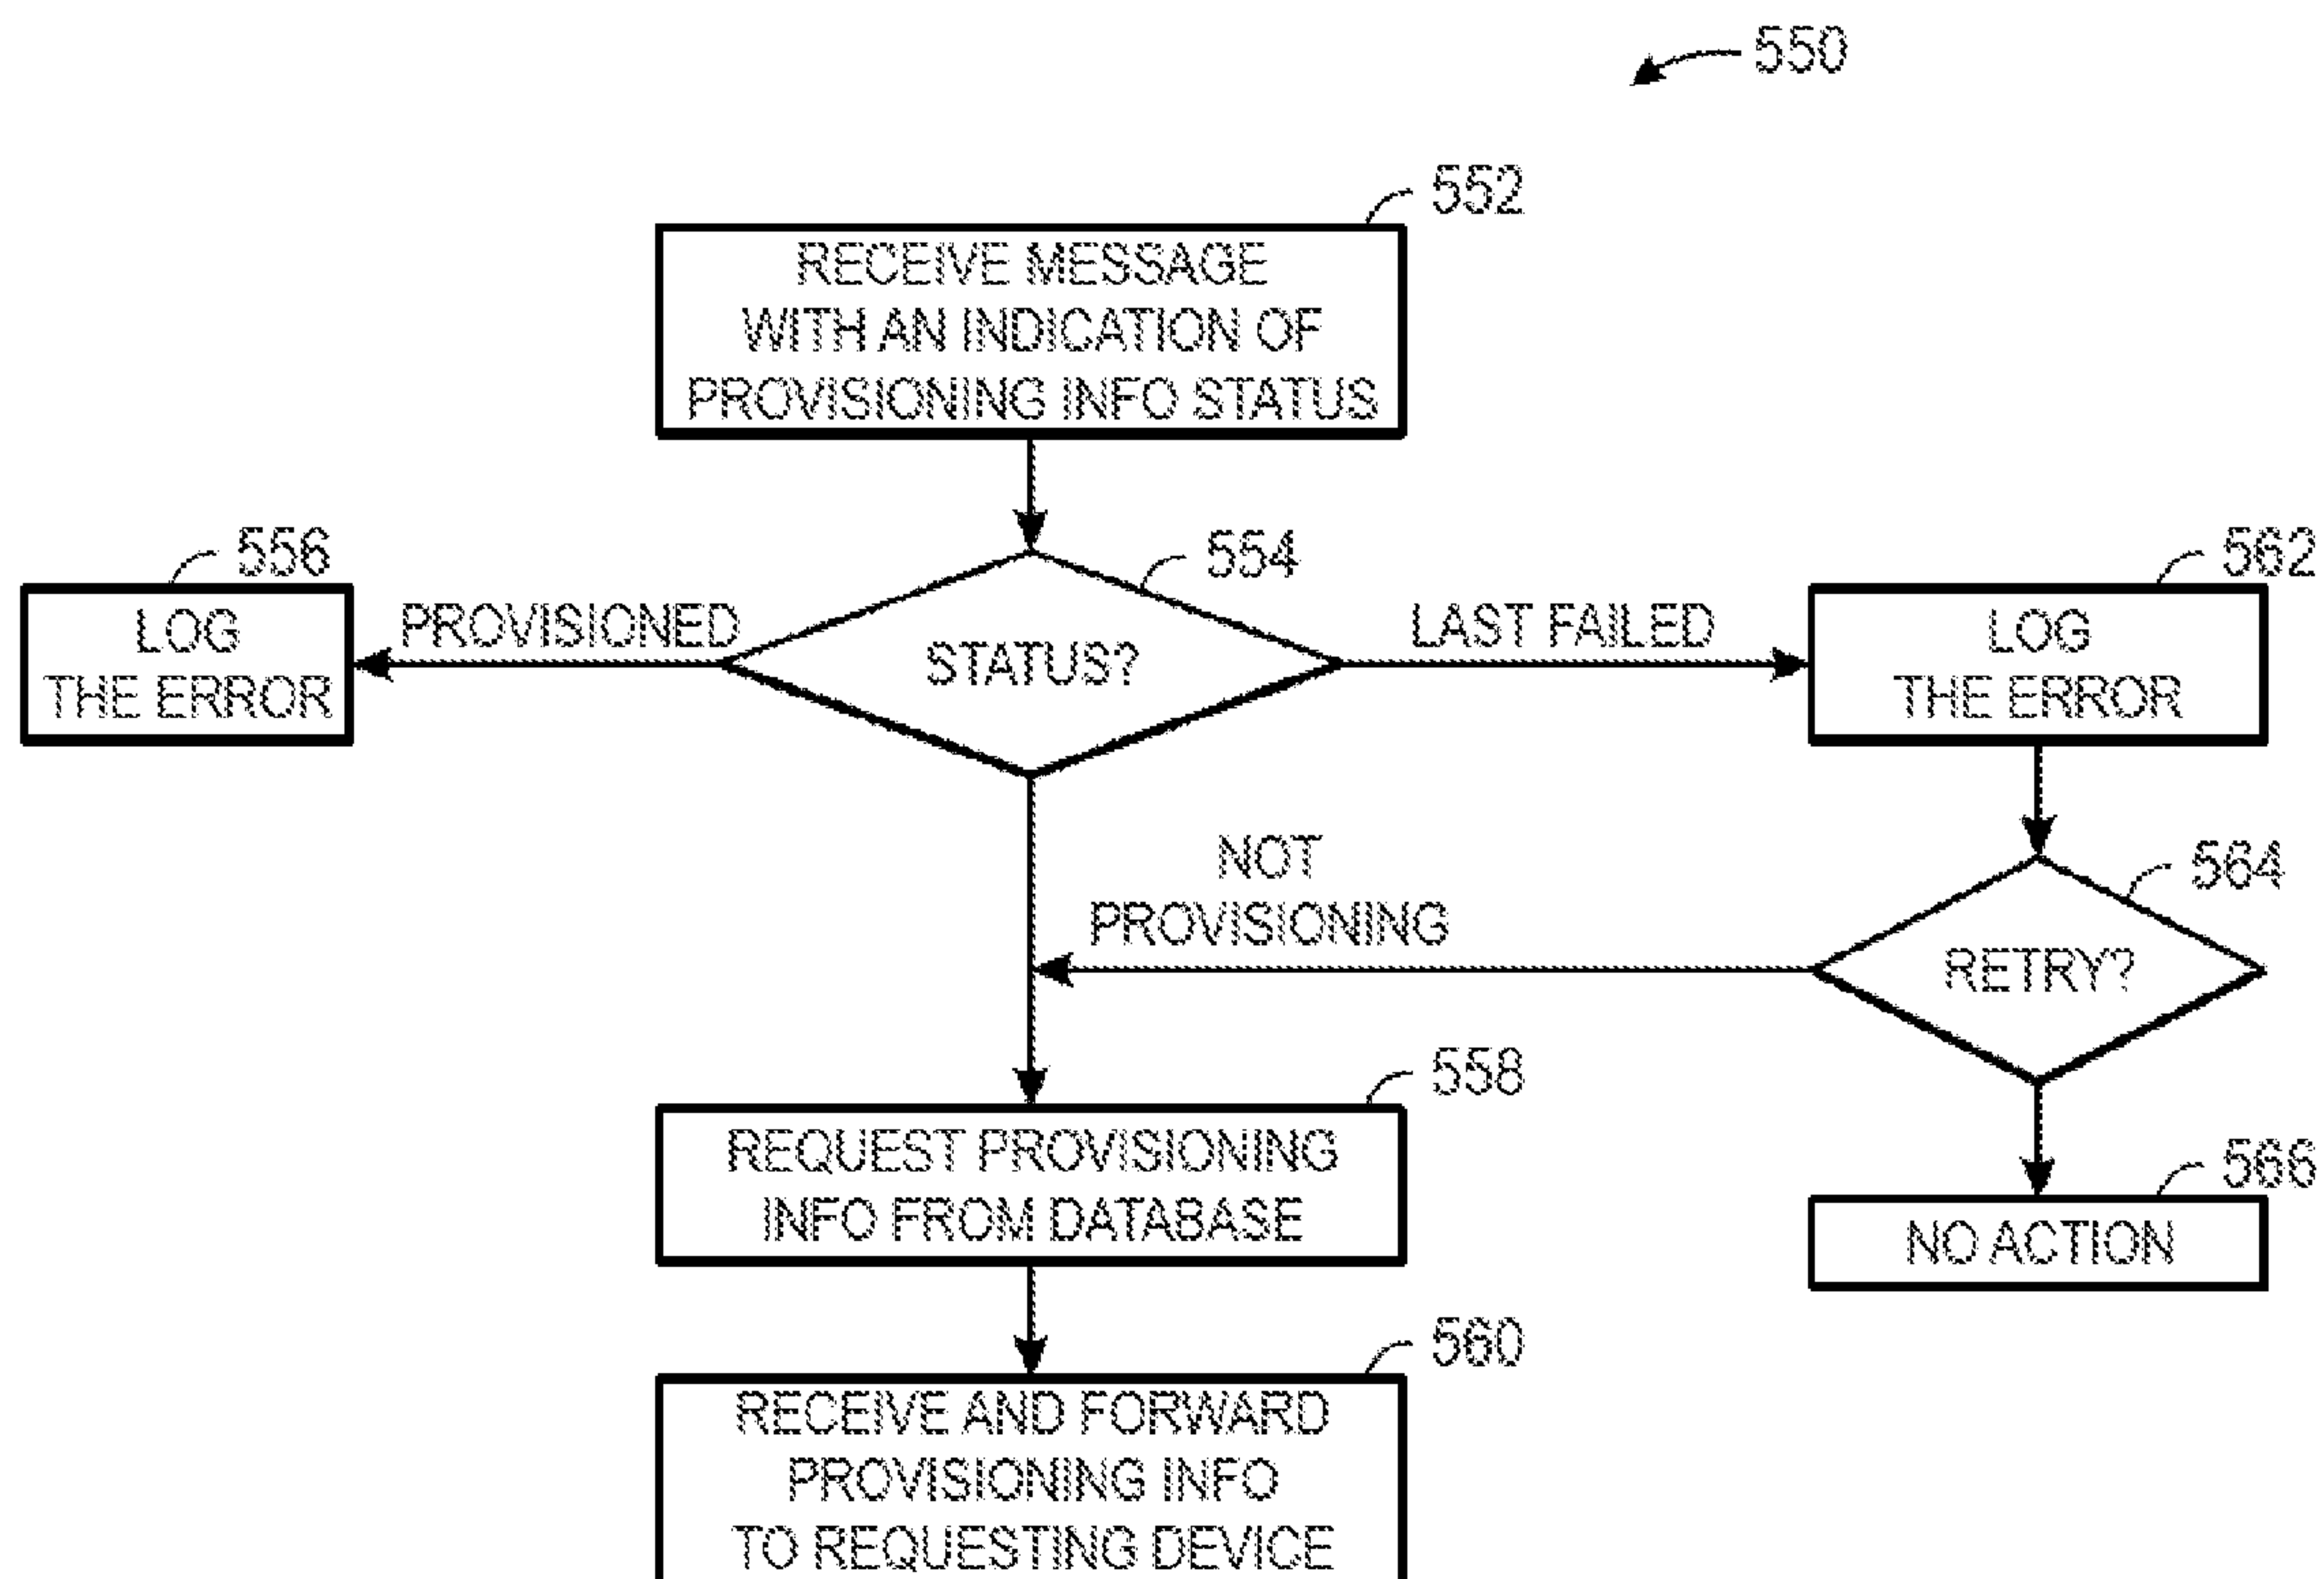 550
552
RECEIVE MESSAGE
WITH AN INDICATION OF
PROVISIONING INFO STATUS
556
LOG
THE ERROR
PROVISIONED
554
STATUS?
LAST FAILED
562
LOG
THE ERROR
NOT
PROVISIONING
564
RETRY?
558
REQUEST PROVISIONING
INFO FROM DATABASE
566
NO ACTION
560
RECEIVE AND FORWARD
PROVISIONING INFO
TO REQUESTING DEVICE